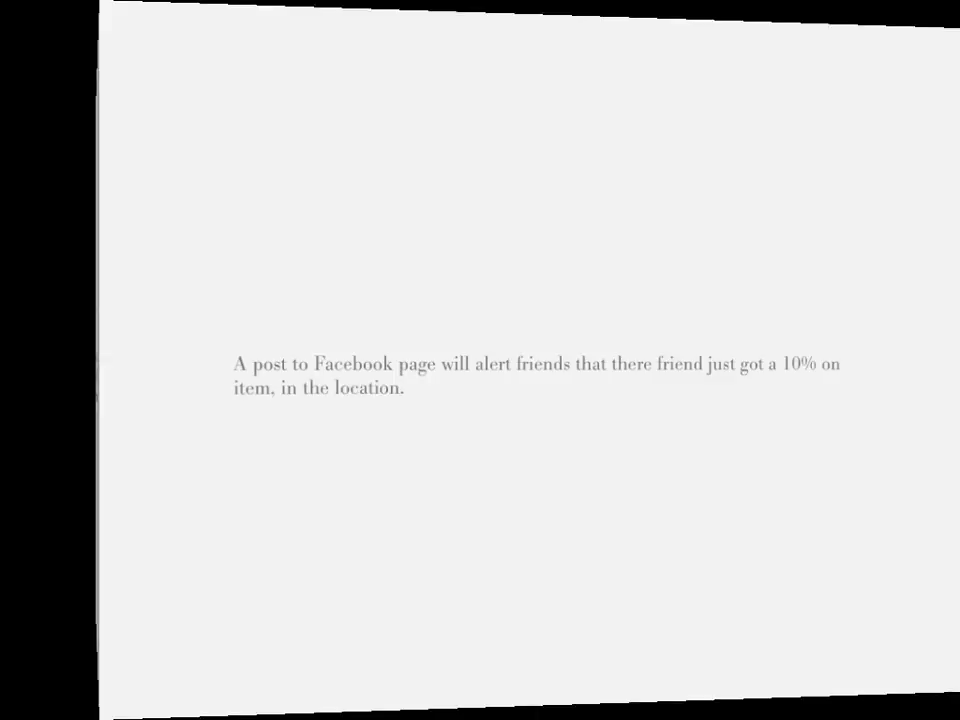 A post to Facebook page will alert friends that there friend just got a 10% on
item, in the location.